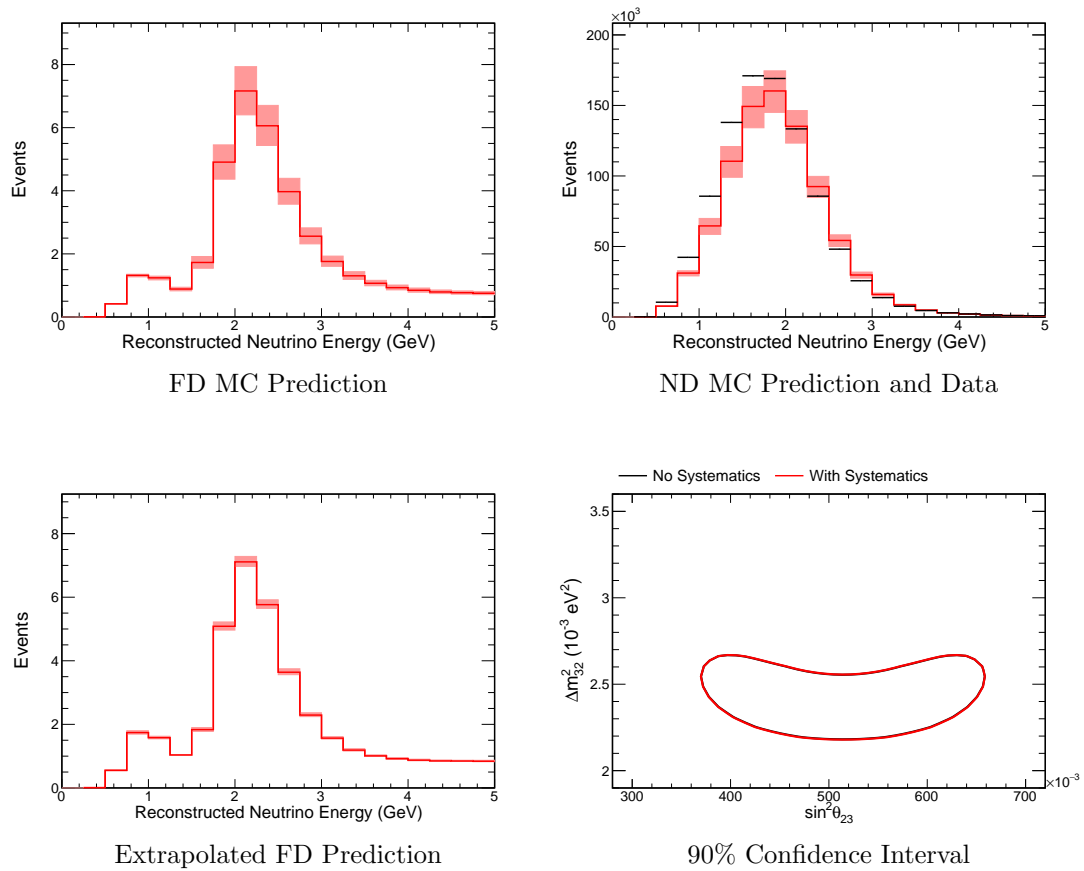 Events
8
6
4
2
0
0 1 2 3 4 5
Reconstructed Neutrino Energy (GeV)
FD MC Prediction
×10³
Events
200
150
100
50
0
0 1 2 3 4 5
Reconstructed Neutrino Energy (GeV)
ND MC Prediction and Data
Events
8
6
4
2
0
0 1 2 3 4 5
Reconstructed Neutrino Energy (GeV)
Extrapolated FD Prediction
No Systematics With Systematics
Δm²₃₂ (10⁻³ eV²)
3.5
3
2.5
2
300 400 500 600 700
×10⁻³
sin²θ₂₃
90% Confidence Interval